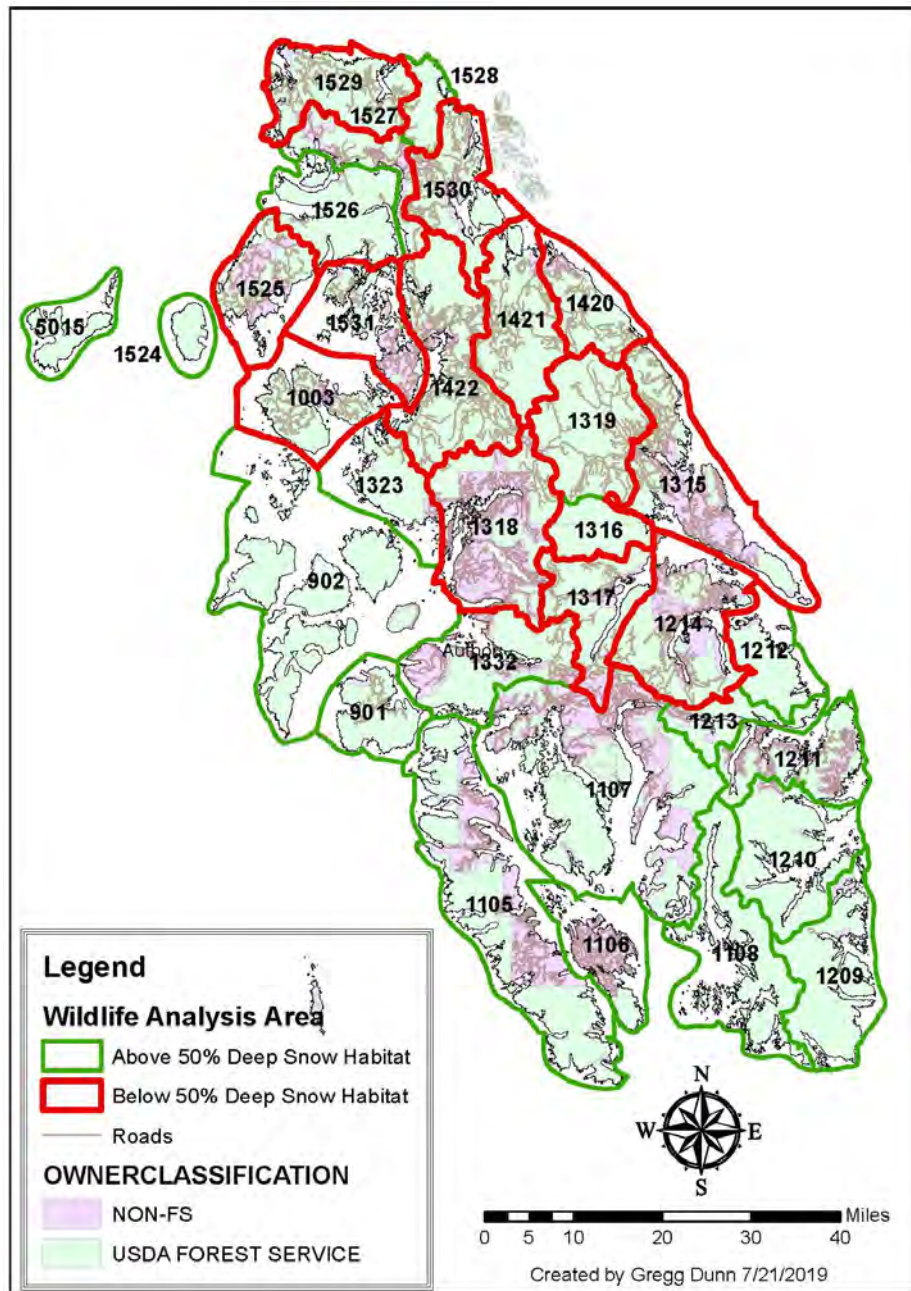 1528
1529
1527
1530
1526
1525
1420
5015
1531
1421
1524
1422
1003
1319
1323
1315
1318
1316
902
1317
1214
1212
1332
901
1213
1211
1107
1210
1105
1106
1108
1209
Legend
Wildlife Analysis Area
Above 50% Deep Snow Habitat
Below 50% Deep Snow Habitat
Roads
OWNERCLASSIFICATION
NON-FS
USDA FOREST SERVICE
N
W E
S
Miles
0 5 10 20 30 40
Created by Gregg Dunn 7/21/2019